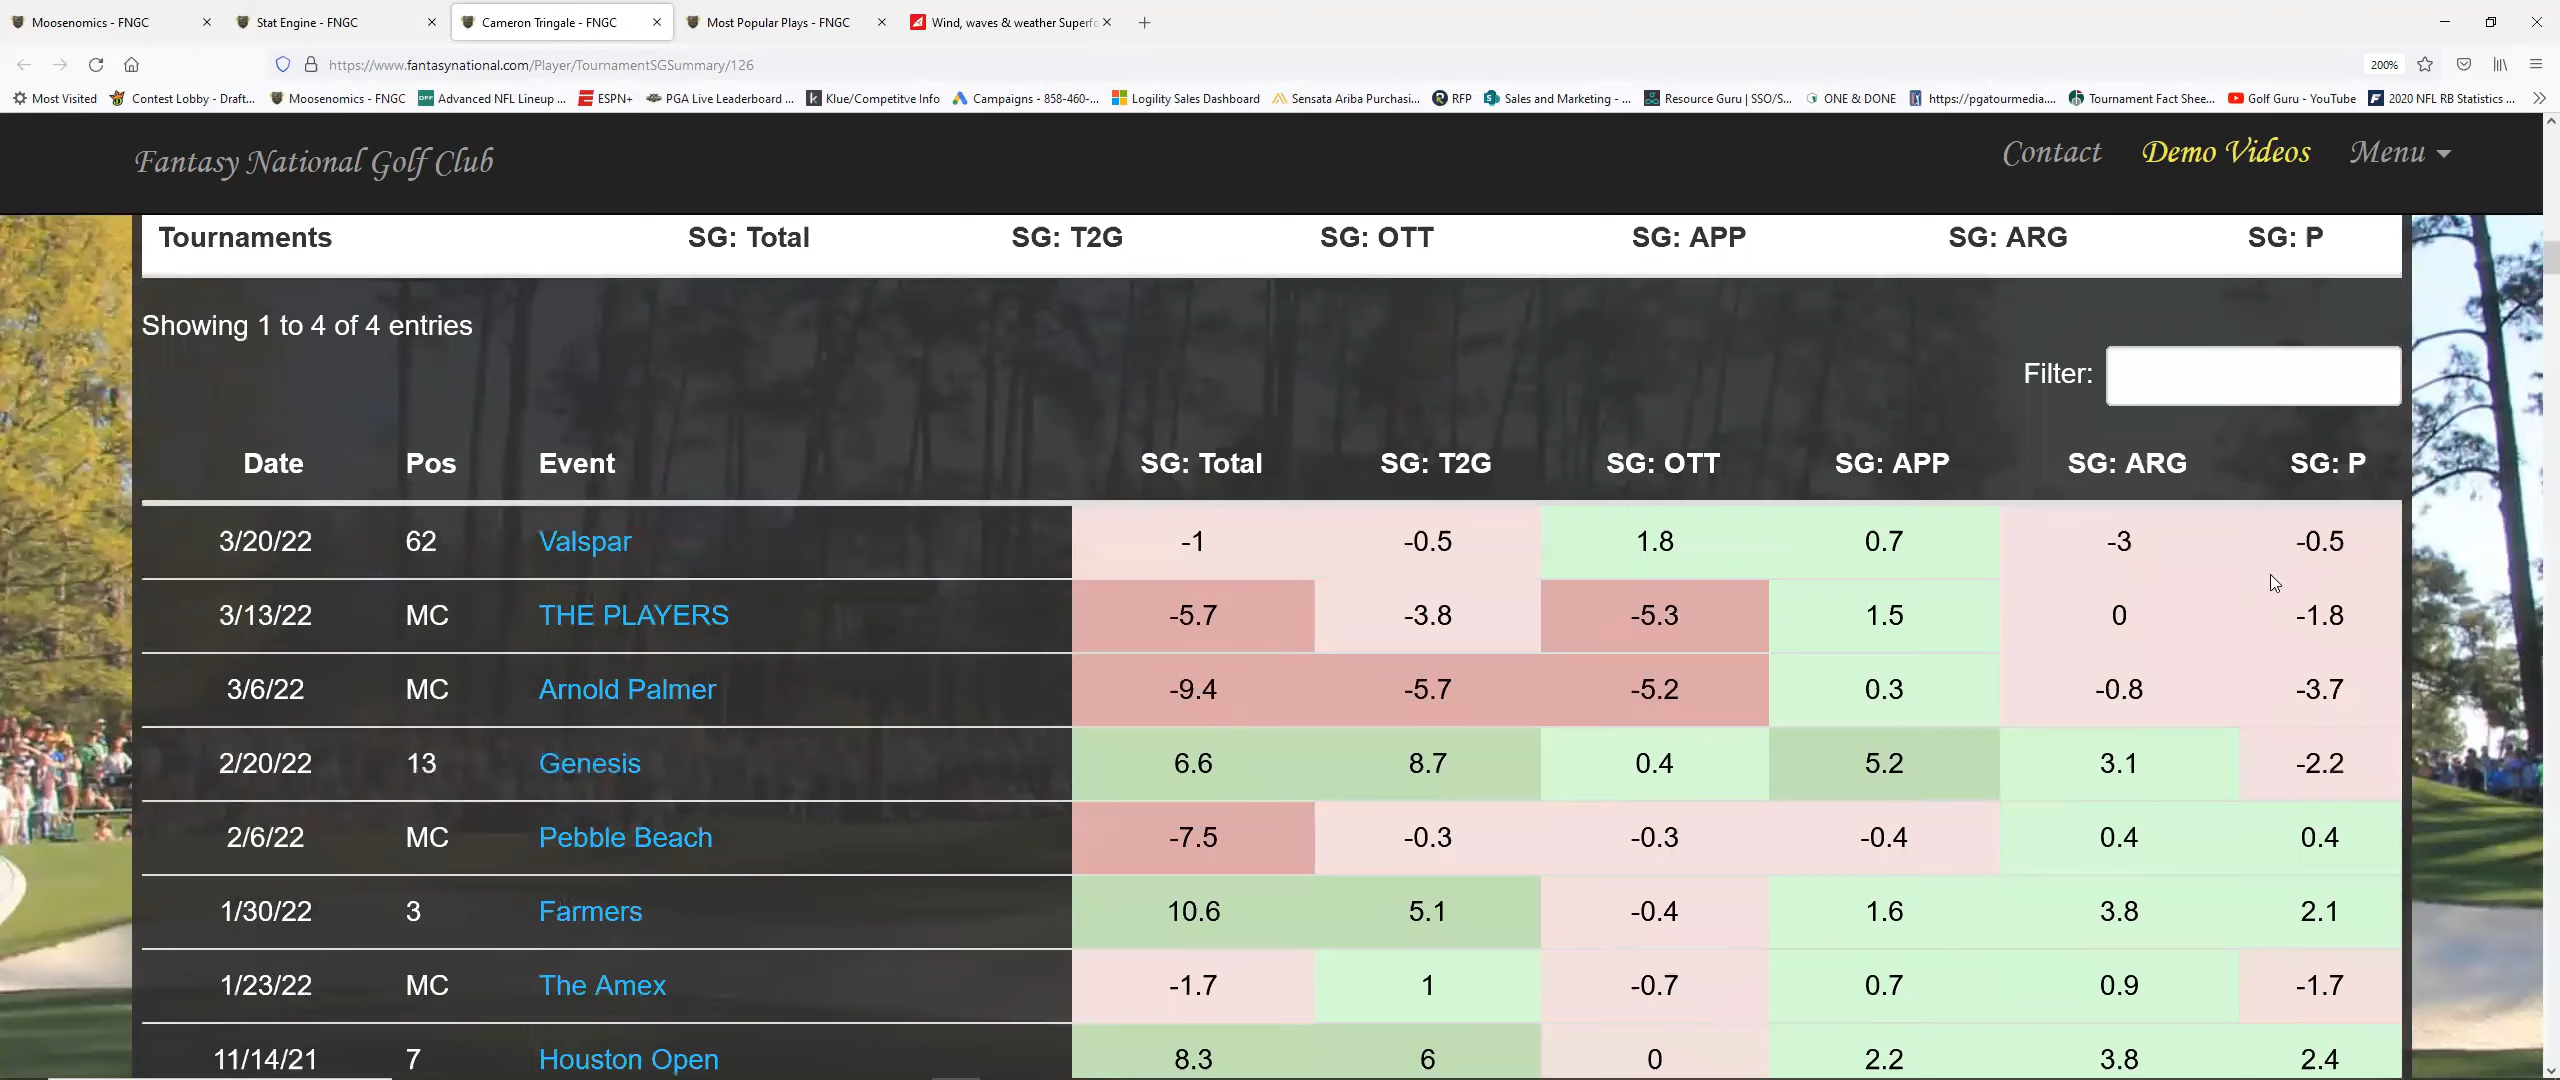 Moosenomics - FNGC
Stat Engine - FNGC
Cameron Tringale - FNGC
Most Popular Plays - FNGC
Wind, waves & weather Superfo
https://www.fantasynational.com/Player/TournamentSGSummary/126
200%
Most Visited Contest Lobby - Draft... Moosenomics - FNGC Advanced NFL Lineup ... ESPN+ PGA Live Leaderboard ... Klue/Competitve Info Campaigns - 858-460-... Logility Sales Dashboard Sensata Ariba Purchasi... RFP Sales and Marketing - ... Resource Guru | SSO/S... ONE & DONE https://pgatourmedia.... Tournament Fact Shee... Golf Guru - YouTube 2020 NFL RB Statistics ...
Fantasy National Golf Club Contact Demo Videos Menu
Tournaments SG: Total SG: T2G SG: OTT SG: APP SG: ARG SG: P
Showing 1 to 4 of 4 entries
Filter:
Date Pos Event SG: Total SG: T2G SG: OTT SG: APP SG: ARG SG: P
3/20/22 62 Valspar -1 -0.5 1.8 0.7 -3 -0.5
3/13/22 MC THE PLAYERS -5.7 -3.8 -5.3 1.5 0 -1.8
3/6/22 MC Arnold Palmer -9.4 -5.7 -5.2 0.3 -0.8 -3.7
2/20/22 13 Genesis 6.6 8.7 0.4 5.2 3.1 -2.2
2/6/22 MC Pebble Beach -7.5 -0.3 -0.3 -0.4 0.4 0.4
1/30/22 3 Farmers 10.6 5.1 -0.4 1.6 3.8 2.1
1/23/22 MC The Amex -1.7 1 -0.7 0.7 0.9 -1.7
11/14/21 7 Houston Open 8.3 6 0 2.2 3.8 2.4